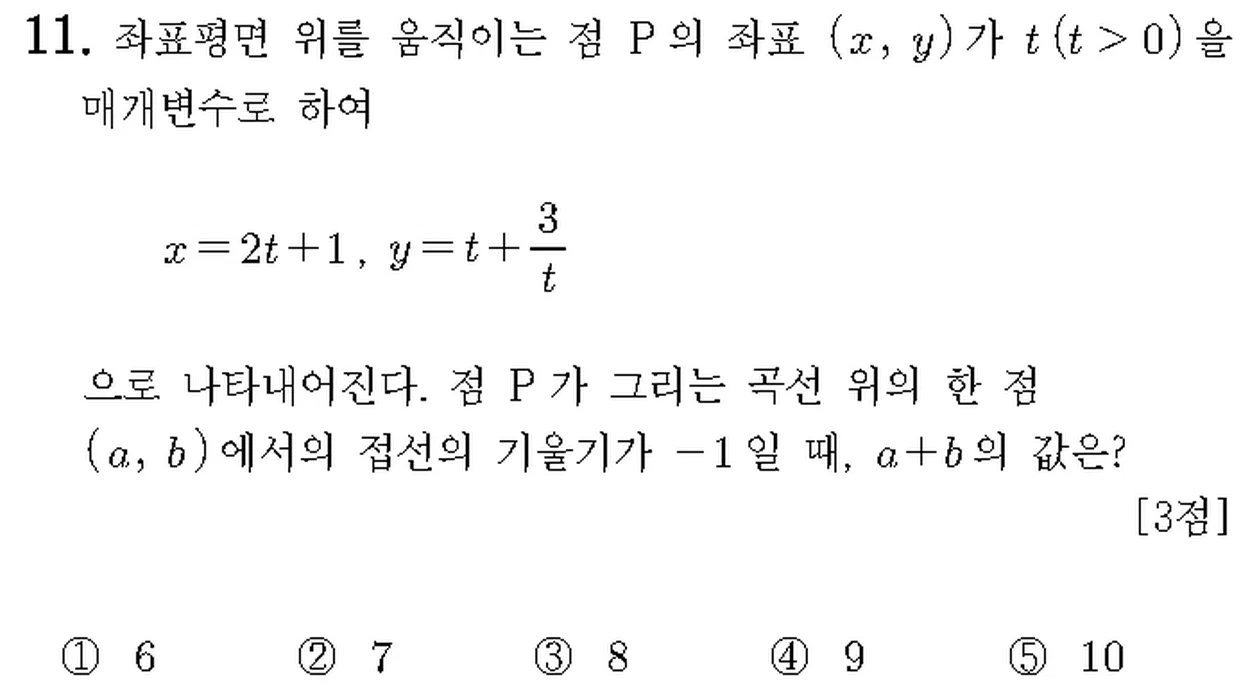 11. 좌표평면 위를 움직이는 점 P의 좌표 (x, y)가 t(t > 0)을
매개변수로 하여
x = 2t + 1, y = t + 3/t
으로 나타내어진다. 점 P가 그리는 곡선 위의 한 점
(a, b)에서의 접선의 기울기가 -1일 때, a+b의 값은?
[3점]
① 6 ② 7 ③ 8 ④ 9 ⑤ 10